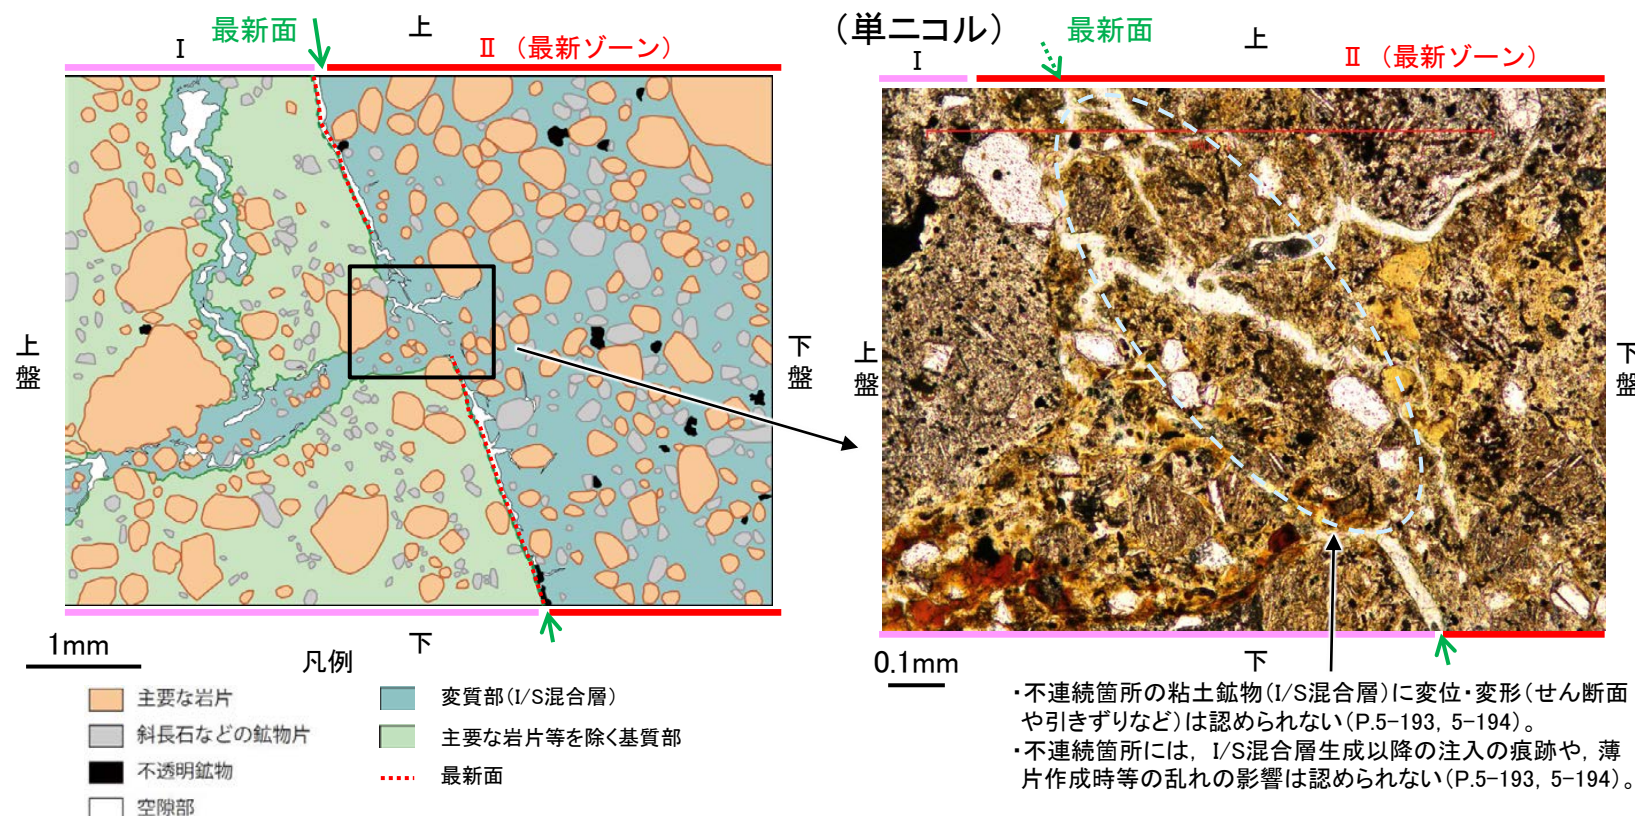 最新面
上
Ⅰ
Ⅱ (最新ゾーン)
上盤
下盤
1mm
下
凡例
主要な岩片
斜長石などの鉱物片
不透明鉱物
空隙部
変質部(I/S混合層)
主要な岩片等を除く基質部
最新面
(単ニコル)
最新面
上
Ⅰ
Ⅱ (最新ゾーン)
上盤
下盤
0.1mm
下
・不連続箇所の粘土鉱物(I/S混合層)に変位・変形(せん断面
や引きずりなど)は認められない(P.5-193, 5-194)。
・不連続箇所には, I/S混合層生成以降の注入の痕跡や, 薄
片作成時等の乱れの影響は認められない(P.5-193, 5-194)。